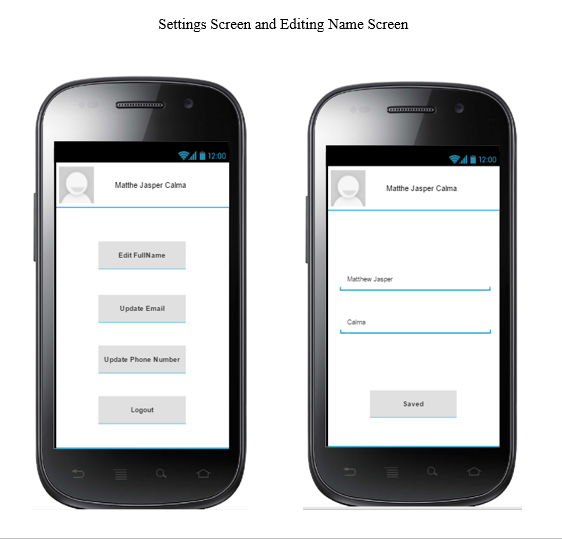 Settings Screen and Editing Name Screen
12:00
Matthe Jasper Calma
Edit FullName
Update Email
Update Phone Number
Logout
12:00
Matthe Jasper Calma
Matthew Jasper
Calma
Saved